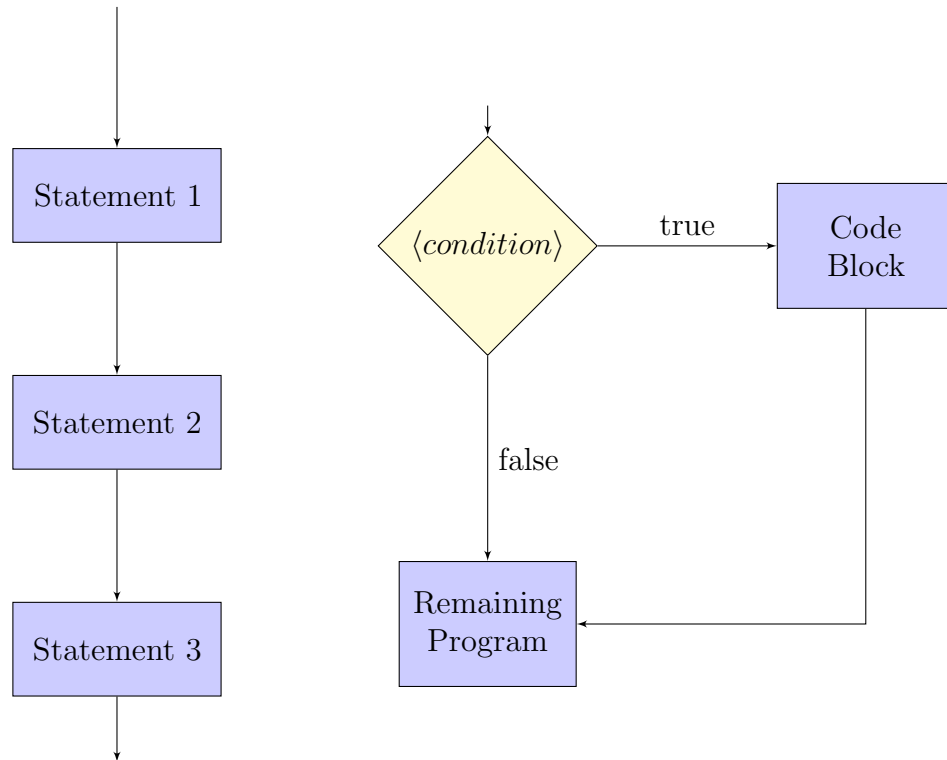 Statement 1
Statement 2
Statement 3
⟨condition⟩
true
Code
Block
false
Remaining
Program